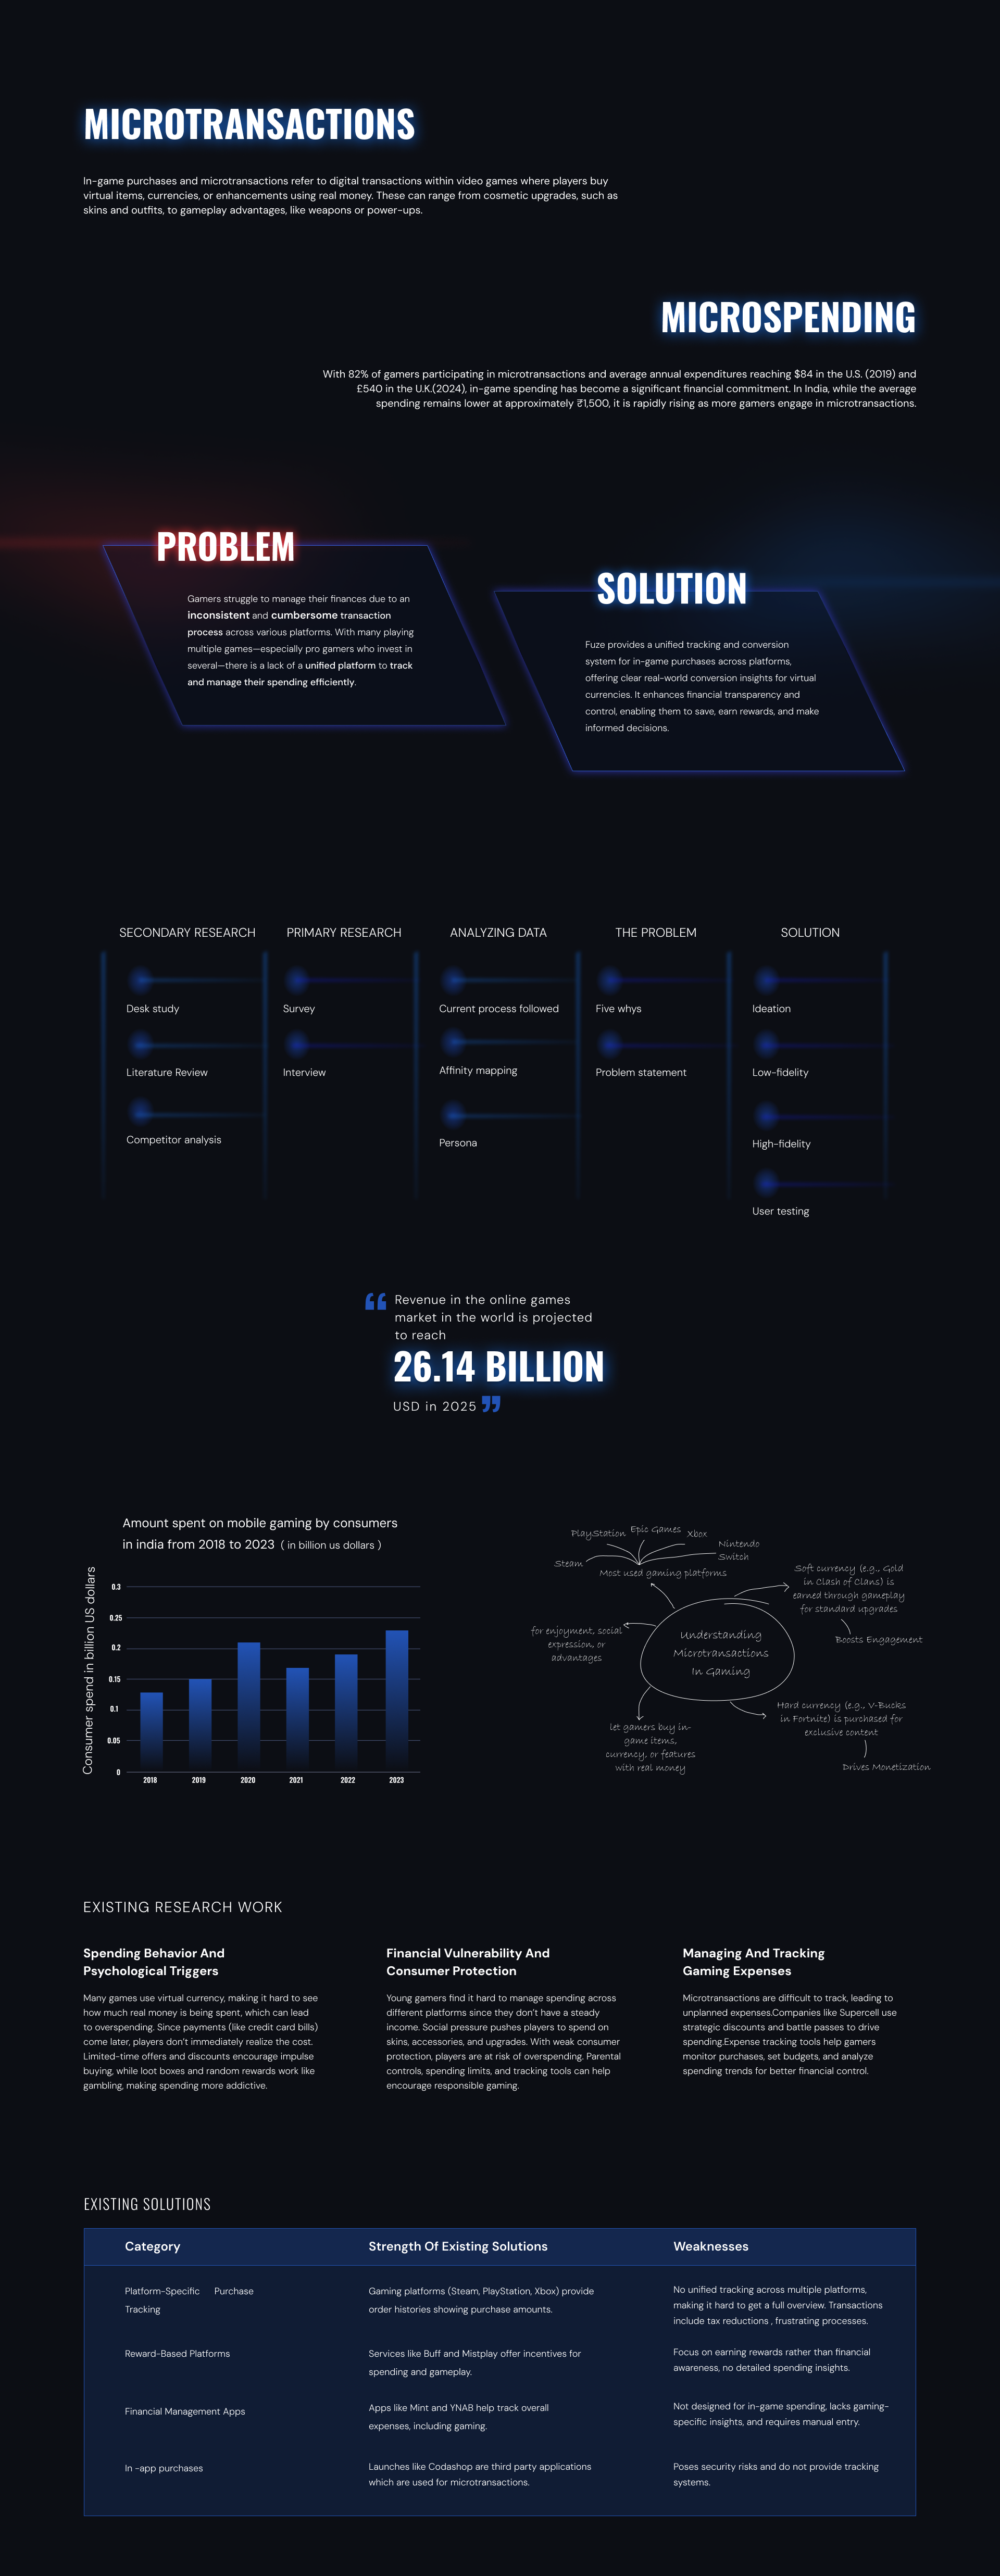 MICROTRANSACTIONS
In-game purchases and microtransactions refer to digital transactions within video games where players buy
virtual items, currencies, or enhancements using real money. These can range from cosmetic upgrades, such as
skins and outfits, to gameplay advantages, like weapons or power-ups.
MICROSPENDING
With 82% of gamers participating in microtransactions and average annual expenditures reaching $84 in the U.S. (2019) and
£540 in the U.K.(2024), in-game spending has become a significant financial commitment. In India, while the average
spending remains lower at approximately ₹1,500, it is rapidly rising as more gamers engage in microtransactions.
PROBLEM
Gamers struggle to manage their finances due to an
inconsistent and cumbersome transaction
process across various platforms. With many playing
multiple games—especially pro gamers who invest in
several—there is a lack of a unified platform to track
and manage their spending efficiently.
SOLUTION
Fuze provides a unified tracking and conversion
system for in-game purchases across platforms,
offering clear real-world conversion insights for virtual
currencies. It enhances financial transparency and
control, enabling them to save, earn rewards, and make
informed decisions.
SECONDARY RESEARCH
Desk study
Literature Review
Competitor analysis
PRIMARY RESEARCH
Survey
Interview
ANALYZING DATA
Current process followed
Affinity mapping
Persona
THE PROBLEM
Five whys
Problem statement
SOLUTION
Ideation
Low-fidelity
High-fidelity
User testing
“ Revenue in the online games
market in the world is projected
to reach
26.14 BILLION
USD in 2025 ”
Amount spent on mobile gaming by consumers
in india from 2018 to 2023 ( in billion us dollars )
Consumer spend in billion US dollars
0.3
0.25
0.2
0.15
0.1
0.05
0
2018 2019 2020 2021 2022 2023
PlayStation
Epic Games
Xbox
Nintendo
Switch
Steam
Most used gaming platforms
Soft currency (e.g., Gold
in Clash of Clans) is
earned through gameplay
for standard upgrades
Boosts Engagement
for enjoyment, social
expression, or
advantages
Understanding
Microtransactions
In Gaming
let gamers buy in-
game items,
currency, or features
with real money
Hard currency (e.g., V-Bucks
in Fortnite) is purchased for
exclusive content
Drives Monetization
EXISTING RESEARCH WORK
Spending Behavior And
Psychological Triggers
Many games use virtual currency, making it hard to see
how much real money is being spent, which can lead
to overspending. Since payments (like credit card bills)
come later, players don’t immediately realize the cost.
Limited-time offers and discounts encourage impulse
buying, while loot boxes and random rewards work like
gambling, making spending more addictive.
Financial Vulnerability And
Consumer Protection
Young gamers find it hard to manage spending across
different platforms since they don’t have a steady
income. Social pressure pushes players to spend on
skins, accessories, and upgrades. With weak consumer
protection, players are at risk of overspending. Parental
controls, spending limits, and tracking tools can help
encourage responsible gaming.
Managing And Tracking
Gaming Expenses
Microtransactions are difficult to track, leading to
unplanned expenses.Companies like Supercell use
strategic discounts and battle passes to drive
spending.Expense tracking tools help gamers
monitor purchases, set budgets, and analyze
spending trends for better financial control.
EXISTING SOLUTIONS
Category
Strength Of Existing Solutions
Weaknesses
Platform-Specific Purchase
Tracking
Gaming platforms (Steam, PlayStation, Xbox) provide
order histories showing purchase amounts.
No unified tracking across multiple platforms,
making it hard to get a full overview. Transactions
include tax reductions , frustrating processes.
Reward-Based Platforms
Services like Buff and Mistplay offer incentives for
spending and gameplay.
Focus on earning rewards rather than financial
awareness, no detailed spending insights.
Financial Management Apps
Apps like Mint and YNAB help track overall
expenses, including gaming.
Not designed for in-game spending, lacks gaming-
specific insights, and requires manual entry.
In -app purchases
Launches like Codashop are third party applications
which are used for microtransactions.
Poses security risks and do not provide tracking
systems.